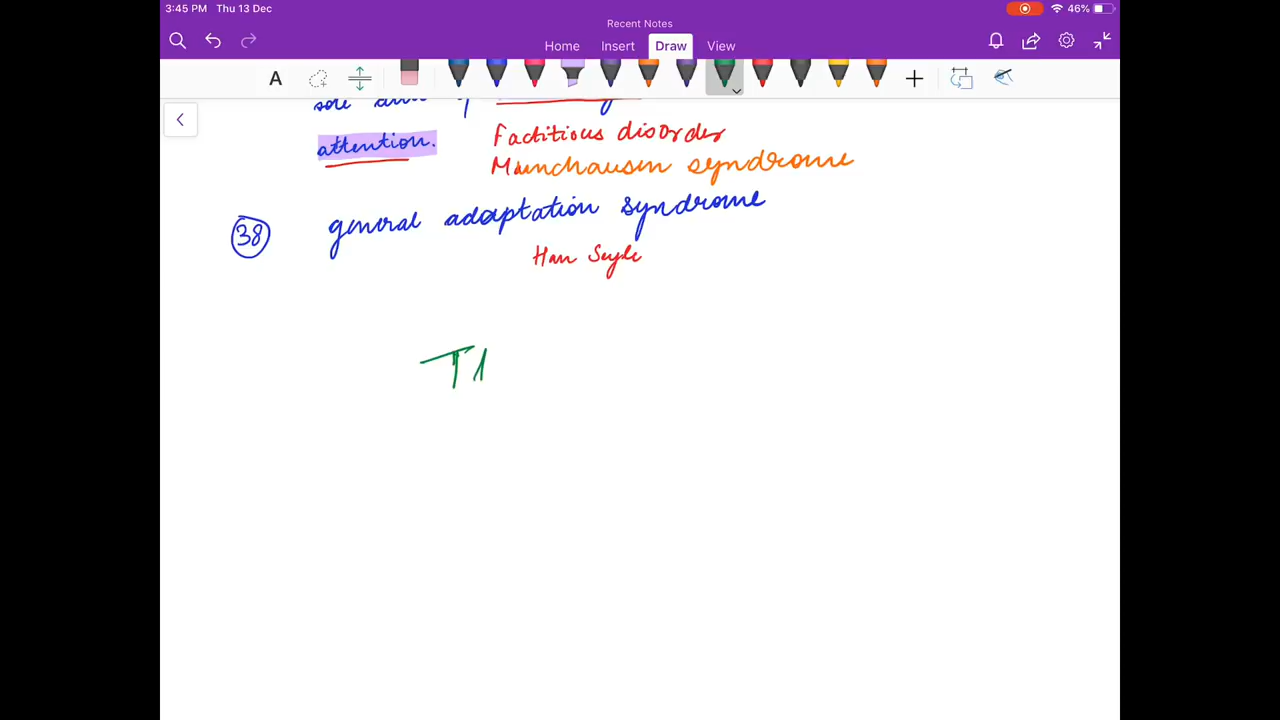 3:45 PM Thu 13 Dec 46%
Recent Notes
Home Insert Draw View
A
attention. Factitious disorder
Munchausen syndrome
38 general adaptation syndrome
Han Seyle